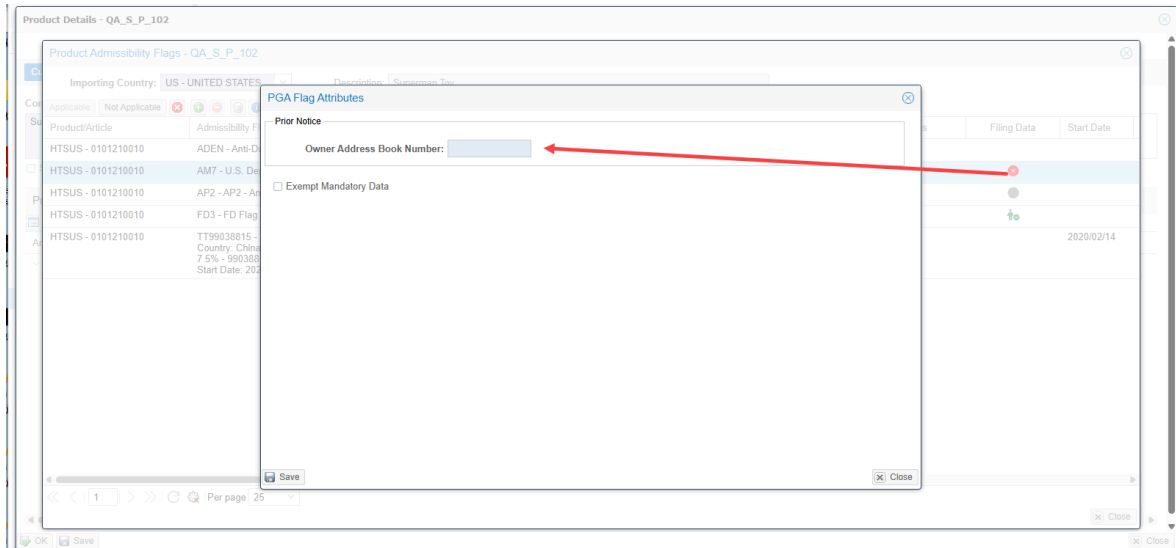 Product Details - QA_S_P_102
Product Admissibility Flags - QA_S_P_102
Importing Country: US - UNITED STATES Description: Superman Toy
Applicable Not Applicable
Product/Article Admissibility Filing Data Start Date
HTSUS - 0101210010 ADEN - Anti-D
HTSUS - 0101210010 AM7 - U.S. De
HTSUS - 0101210010 AP2 - AP2 - An
HTSUS - 0101210010 FD3 - FD Flag
HTSUS - 0101210010 TT99038815 - 2020/02/14
Country: China
7.5% - 990388
Start Date: 202
PGA Flag Attributes
Prior Notice
Owner Address Book Number:
Exempt Mandatory Data
Save Close
1 Per page 25
Close
OK Save Close